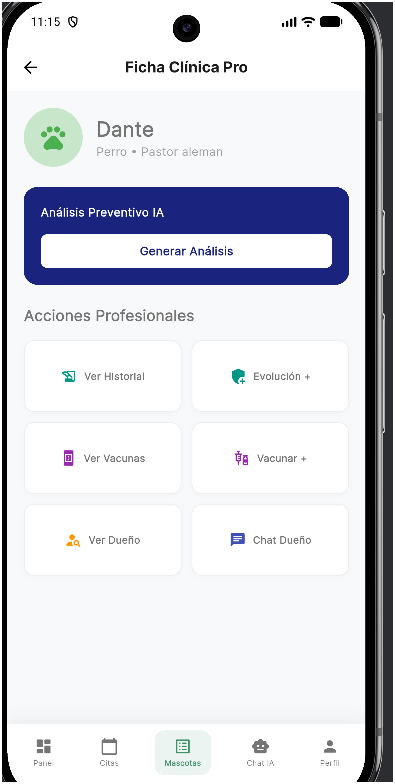 11:15
Ficha Clínica Pro
Dante
Perro • Pastor aleman
Análisis Preventivo IA
Generar Análisis
Acciones Profesionales
Ver Historial
Evolución +
Ver Vacunas
Vacunar +
Ver Dueño
Chat Dueño
Panel
Citas
Mascotas
Chat IA
Perfil